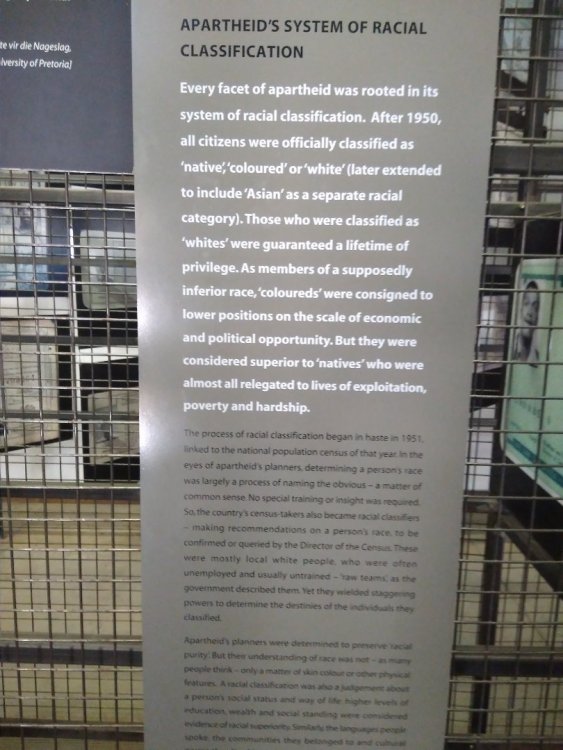 te vir die Nageslag,
iversity of Pretoria]
APARTHEID'S SYSTEM OF RACIAL
CLASSIFICATION
Every facet of apartheid was rooted in its
system of racial classification. After 1950,
all citizens were officially classified as
'native', 'coloured' or 'white' (later extended
to include 'Asian' as a separate racial
category). Those who were classified as
'whites' were guaranteed a lifetime of
privilege. As members of a supposedly
inferior race, 'coloureds' were consigned to
lower positions on the scale of economic
and political opportunity. But they were
considered superior to 'natives' who were
almost all relegated to lives of exploitation,
poverty and hardship.
The process of racial classification began in haste in 1951,
linked to the national population census of that year. In the
eyes of apartheid's planners, determining a person's race
was largely a process of naming the obvious – a matter of
common sense. No special training or insight was required.
So, the country's census-takers also became racial classifiers
– making recommendations on a person's race, to be
confirmed or queried by the Director of the Census. These
were mostly local white people, who were often
unemployed and usually untrained – 'raw teams', as the
government described them. Yet they wielded staggering
powers to determine the destinies of the individuals they
classified.
Apartheid's planners were determined to preserve 'racial
purity'. But their understanding of race was not – as many
people think – only a matter of skin colour or other physical
features. A racial classification was also a judgement about
a person's social status and way of life: higher levels of
education, wealth and social standing were considered
evidence of racial superiority. Similarly, the languages people
spoke, the communities they belonged to and cultural